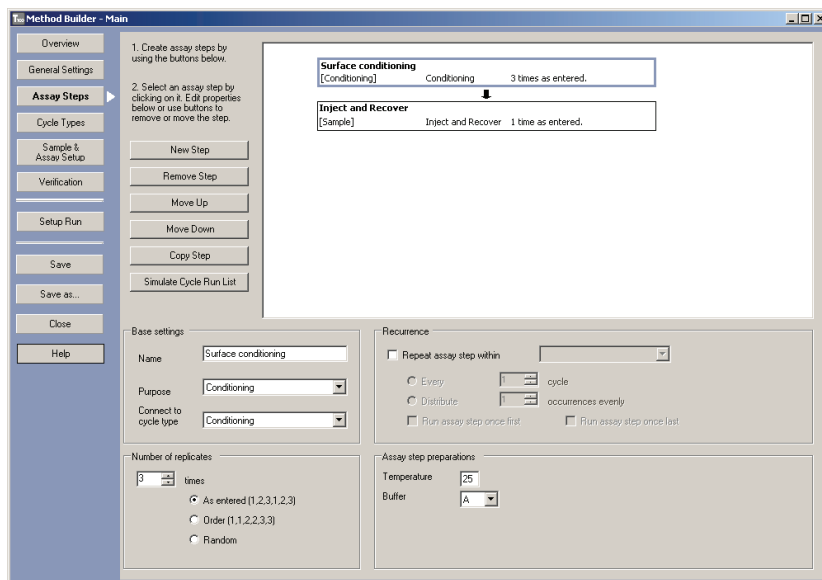 T100 Method Builder - Main
Overview
General Settings
Assay Steps
Cycle Types
Sample &
Assay Setup
Verification
Setup Run
Save
Save as...
Close
Help
1. Create assay steps by
using the buttons below.
2. Select an assay step by
clicking on it. Edit properties
below or use buttons to
remove or move the step.
New Step
Remove Step
Move Up
Move Down
Copy Step
Simulate Cycle Run List
Surface conditioning
[Conditioning] Conditioning 3 times as entered.
Inject and Recover
[Sample] Inject and Recover 1 time as entered.
Base settings
Name Surface conditioning
Purpose Conditioning
Connect to
cycle type Conditioning
Recurrence
Repeat assay step within
Every 1 cycle
Distribute 1 occurrences evenly
Run assay step once first Run assay step once last
Number of replicates
3 times
As entered (1,2,3,1,2,3)
Order (1,1,2,2,3,3)
Random
Assay step preparations
Temperature 25
Buffer A